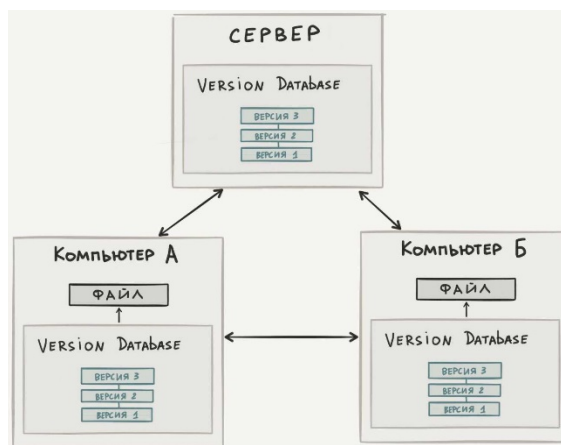 СЕРВЕР
VERSION DATABASE
ВЕРСИЯ 3
ВЕРСИЯ 2
ВЕРСИЯ 1
КОМПЬЮТЕР А
ФАЙЛ
VERSION DATABASE
ВЕРСИЯ 3
ВЕРСИЯ 2
ВЕРСИЯ 1
КОМПЬЮТЕР Б
ФАЙЛ
VERSION DATABASE
ВЕРСИЯ 3
ВЕРСИЯ 2
ВЕРСИЯ 1